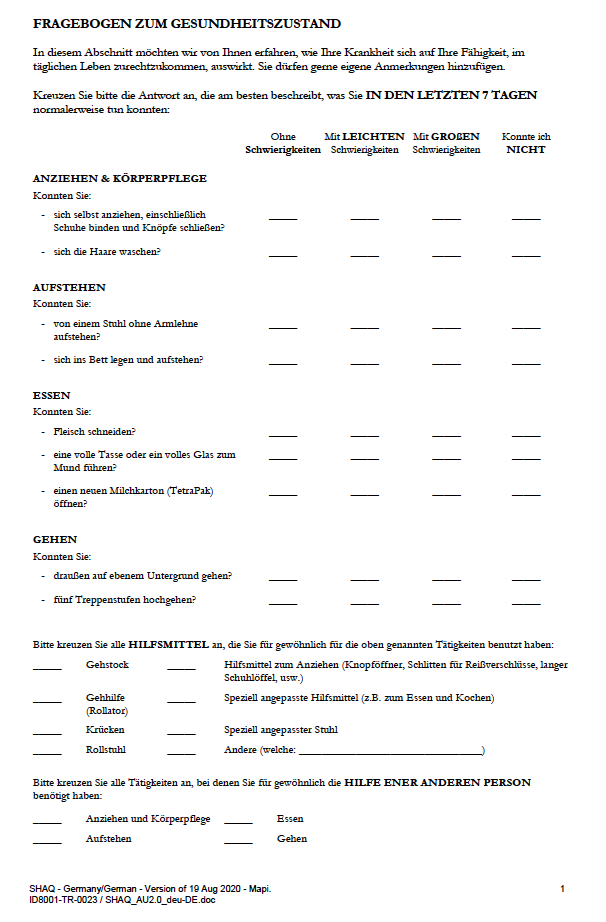 FRAGEBOGEN ZUM GESUNDHEITSZUSTAND
In diesem Abschnitt möchten wir von Ihnen erfahren, wie Ihre Krankheit sich auf Ihre Fähigkeit, im
täglichen Leben zurechtzukommen, auswirkt. Sie dürfen gerne eigene Anmerkungen hinzufügen.
Kreuzen Sie bitte die Antwort an, die am besten beschreibt, was Sie IN DEN LETZTEN 7 TAGEN
normalerweise tun konnten:
Ohne Mit LEICHTEN Mit GROßEN Konnte ich
Schwierigkeiten Schwierigkeiten Schwierigkeiten NICHT
ANZIEHEN & KÖRPERPFLEGE
Konnten Sie:
- sich selbst anziehen, einschließlich _____ _____ _____ _____
Schuhe binden und Knöpfe schließen?
- sich die Haare waschen? _____ _____ _____ _____
AUFSTEHEN
Konnten Sie:
- von einem Stuhl ohne Armlehne _____ _____ _____ _____
aufstehen?
- sich ins Bett legen und aufstehen? _____ _____ _____ _____
ESSEN
Konnten Sie:
- Fleisch schneiden? _____ _____ _____ _____
- eine volle Tasse oder ein volles Glas zum _____ _____ _____ _____
Mund führen?
- einen neuen Milchkarton (TetraPak) _____ _____ _____ _____
öffnen?
GEHEN
Konnten Sie:
- draußen auf ebenem Untergrund gehen? _____ _____ _____ _____
- fünf Treppenstufen hochgehen? _____ _____ _____ _____
Bitte kreuzen Sie alle HILFSMITTEL an, die Sie für gewöhnlich für die oben genannten Tätigkeiten benutzt haben:
_____ Gehstock _____ Hilfsmittel zum Anziehen (Knopföffner, Schlitten für Reißverschlüsse, langer
Schuhlöffel, usw.)
_____ Gehhilfe _____ Speziell angepasste Hilfsmittel (z.B. zum Essen und Kochen)
(Rollator)
_____ Krücken _____ Speziell angepasster Stuhl
_____ Rollstuhl _____ Andere (welche: ________________________________)
Bitte kreuzen Sie alle Tätigkeiten an, bei denen Sie für gewöhnlich die HILFE ENER ANDEREN PERSON
benötigt haben:
_____ Anziehen und Körperpflege _____ Essen
_____ Aufstehen _____ Gehen
SHAQ - Germany/German - Version of 19 Aug 2020 - Mapi. 1
ID8001-TR-0023 / SHAQ_AU2.0_deu-DE.doc